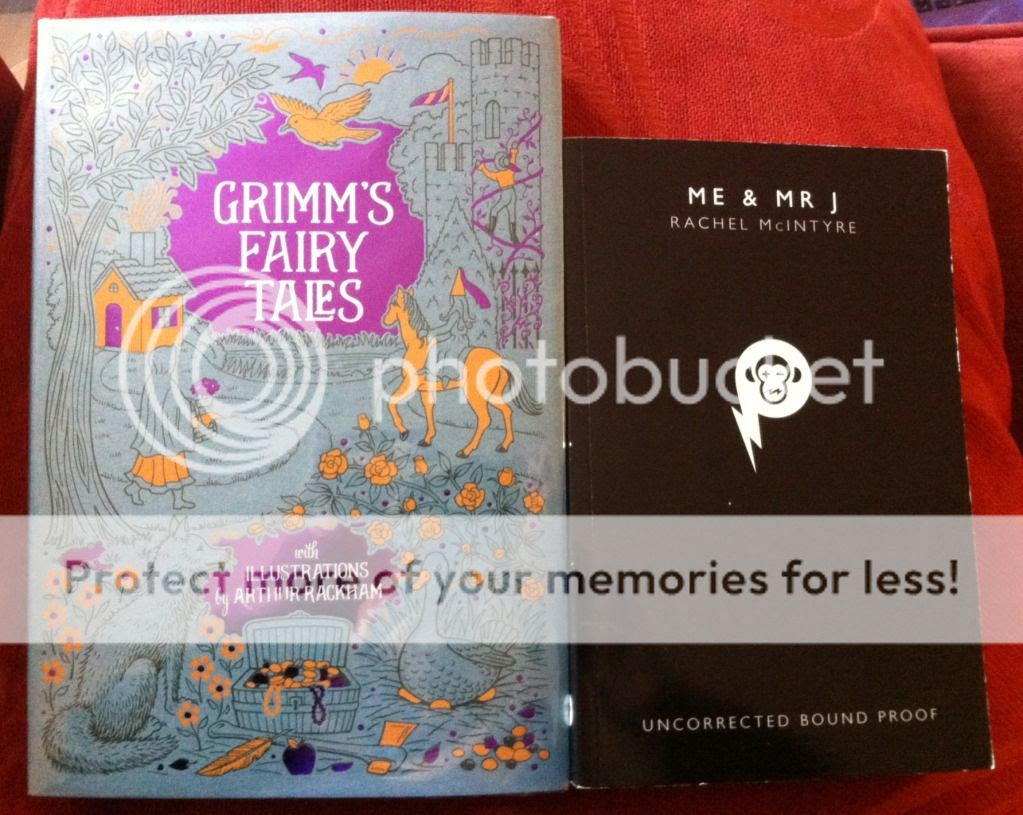 GRIMM'S
FAIRY
TALES
with
ILLUSTRATIONS
by ARTHUR RACKHAM
ME & MR J
RACHEL McINTYRE
UNCORRECTED BOUND PROOF
photobucket
Protect more of your memories for less!